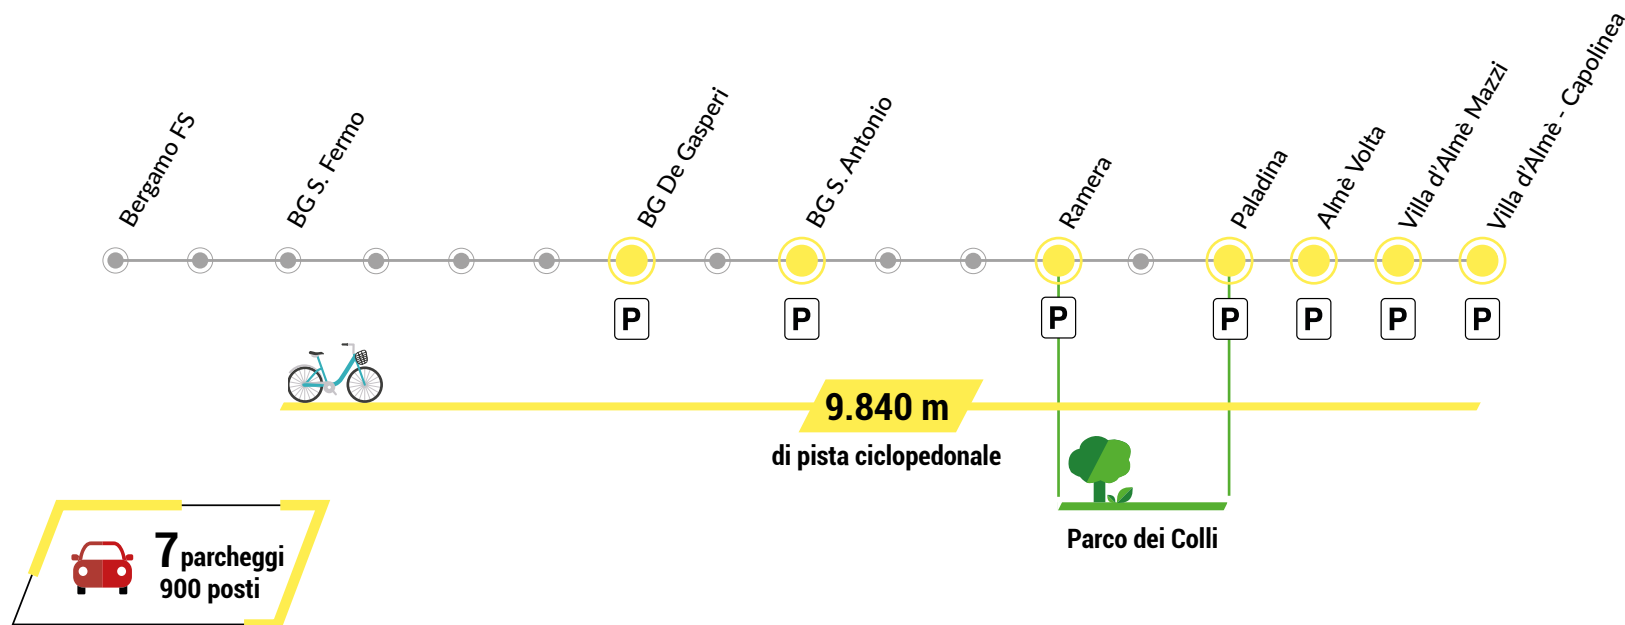 Bergamo FS
BG S. Fermo
BG De Gasperi
BG S. Antonio
Ramera
Paladina
Almè Volta
Villa d'Almè Mazzi
Villa d'Almè - Capolinea
P
P
P
P
P
P
P
9.840 m
di pista ciclopedonale
Parco dei Colli
7 parcheggi
900 posti